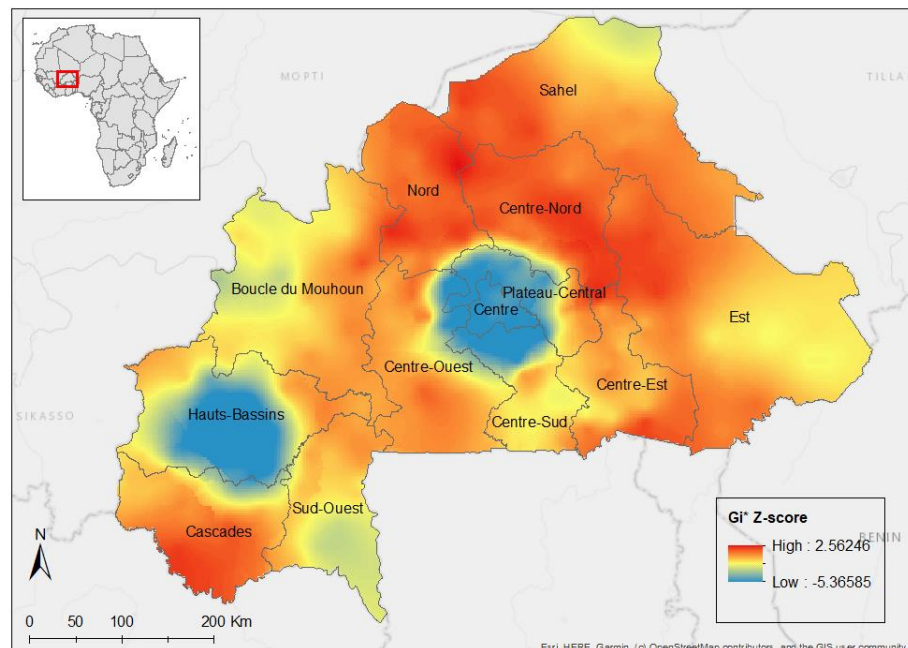 MOPTI
TILLA
Sahel
Nord
Centre-Nord
Boucle du Mouhoun
Plateau-Central
Centre
Est
Centre-Ouest
Centre-Est
Hauts-Bassins
SIKASSO
Centre-Sud
Sud-Ouest
Cascades
Gi* Z-score
High : 2.56246
Low : -5.36585
BENIN
N
0 50 100 200 Km
Esri, HERE, Garmin, (c) OpenStreetMap contributors, and the GIS user community